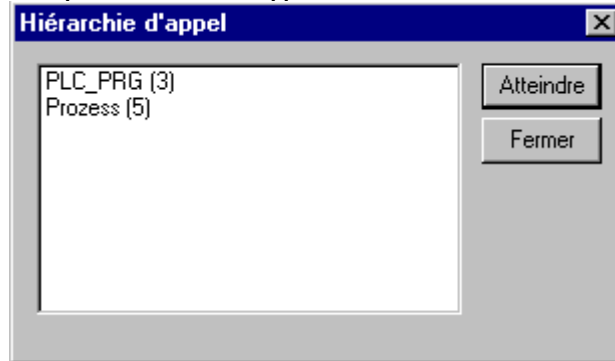 Hiérarchie d'appel
PLC_PRG (3)
Prozess (5)
Atteindre
Fermer